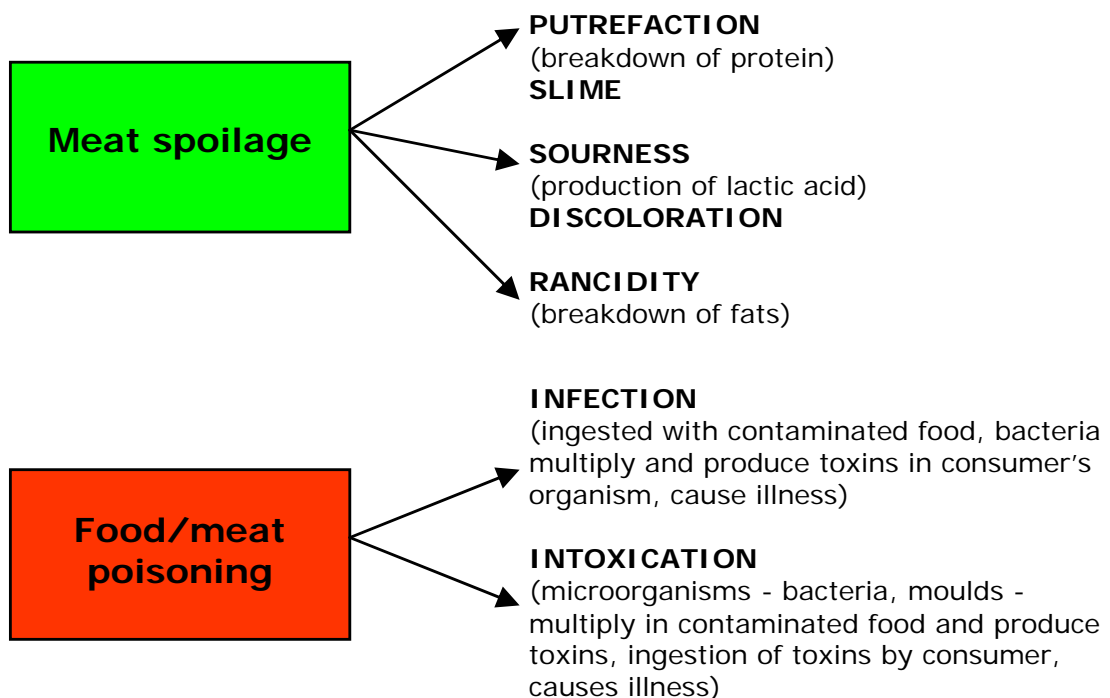 PUTREFACTION
(breakdown of protein)
SLIME
Meat spoilage
SOURNESS
(production of lactic acid)
DISCOLORATION
RANCIDITY
(breakdown of fats)
INFECTION
(ingested with contaminated food, bacteria
multiply and produce toxins in consumer’s
organism, cause illness)
Food/meat
poisoning
INTOXICATION
(microorganisms - bacteria, moulds -
multiply in contaminated food and produce
toxins, ingestion of toxins by consumer,
causes illness)